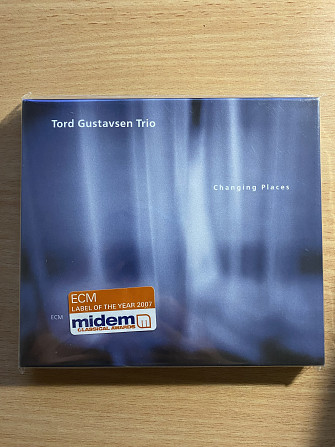 Tord Gustavsen Trio
Changing Places
ECM
LABEL OF THE YEAR 2007
ECM
midem
CLASSICAL AWARDS